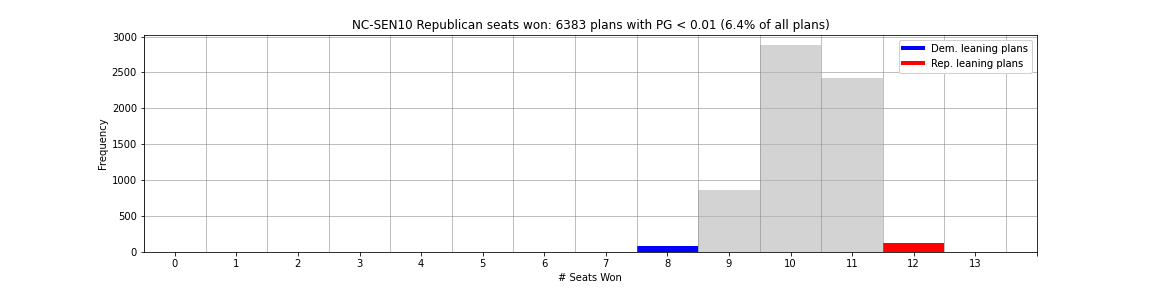 NC-SEN10 Republican seats won: 6383 plans with PG < 0.01 (6.4% of all plans)
3000
2500
2000
1500
1000
500
0
Frequency
Dem. leaning plans
Rep. leaning plans
0 1 2 3 4 5 6 7 8 9 10 11 12 13
# Seats Won